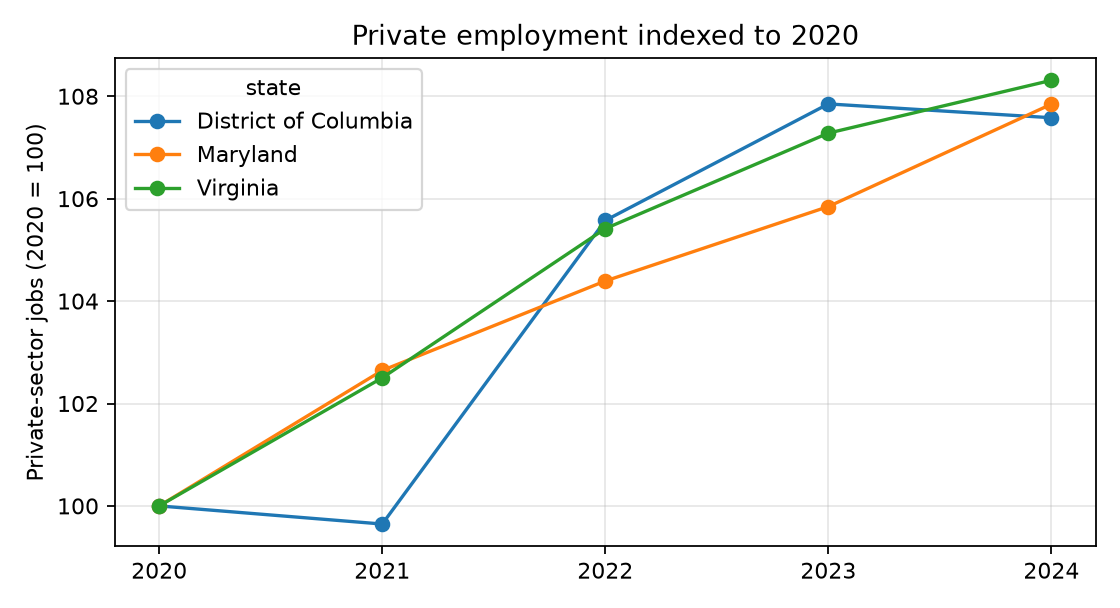 Private employment indexed to 2020
Private-sector jobs (2020 = 100)
108
106
104
102
100
state
District of Columbia
Maryland
Virginia
2020 2021 2022 2023 2024